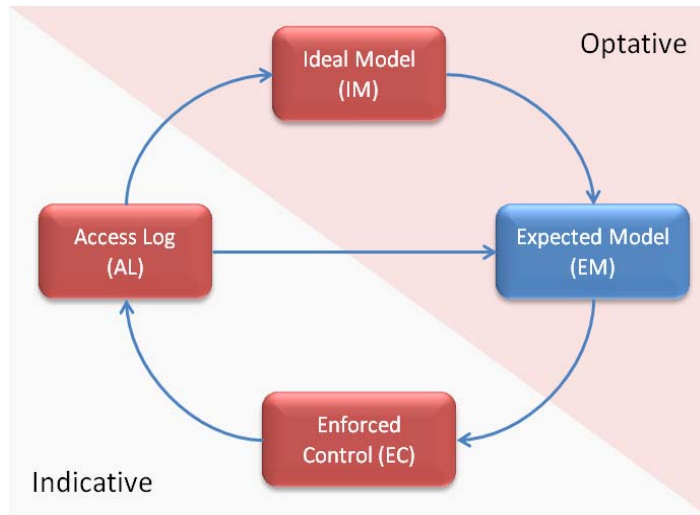 Ideal Model
(IM)
Optative
Access Log
(AL)
Expected Model
(EM)
Enforced
Control (EC)
Indicative